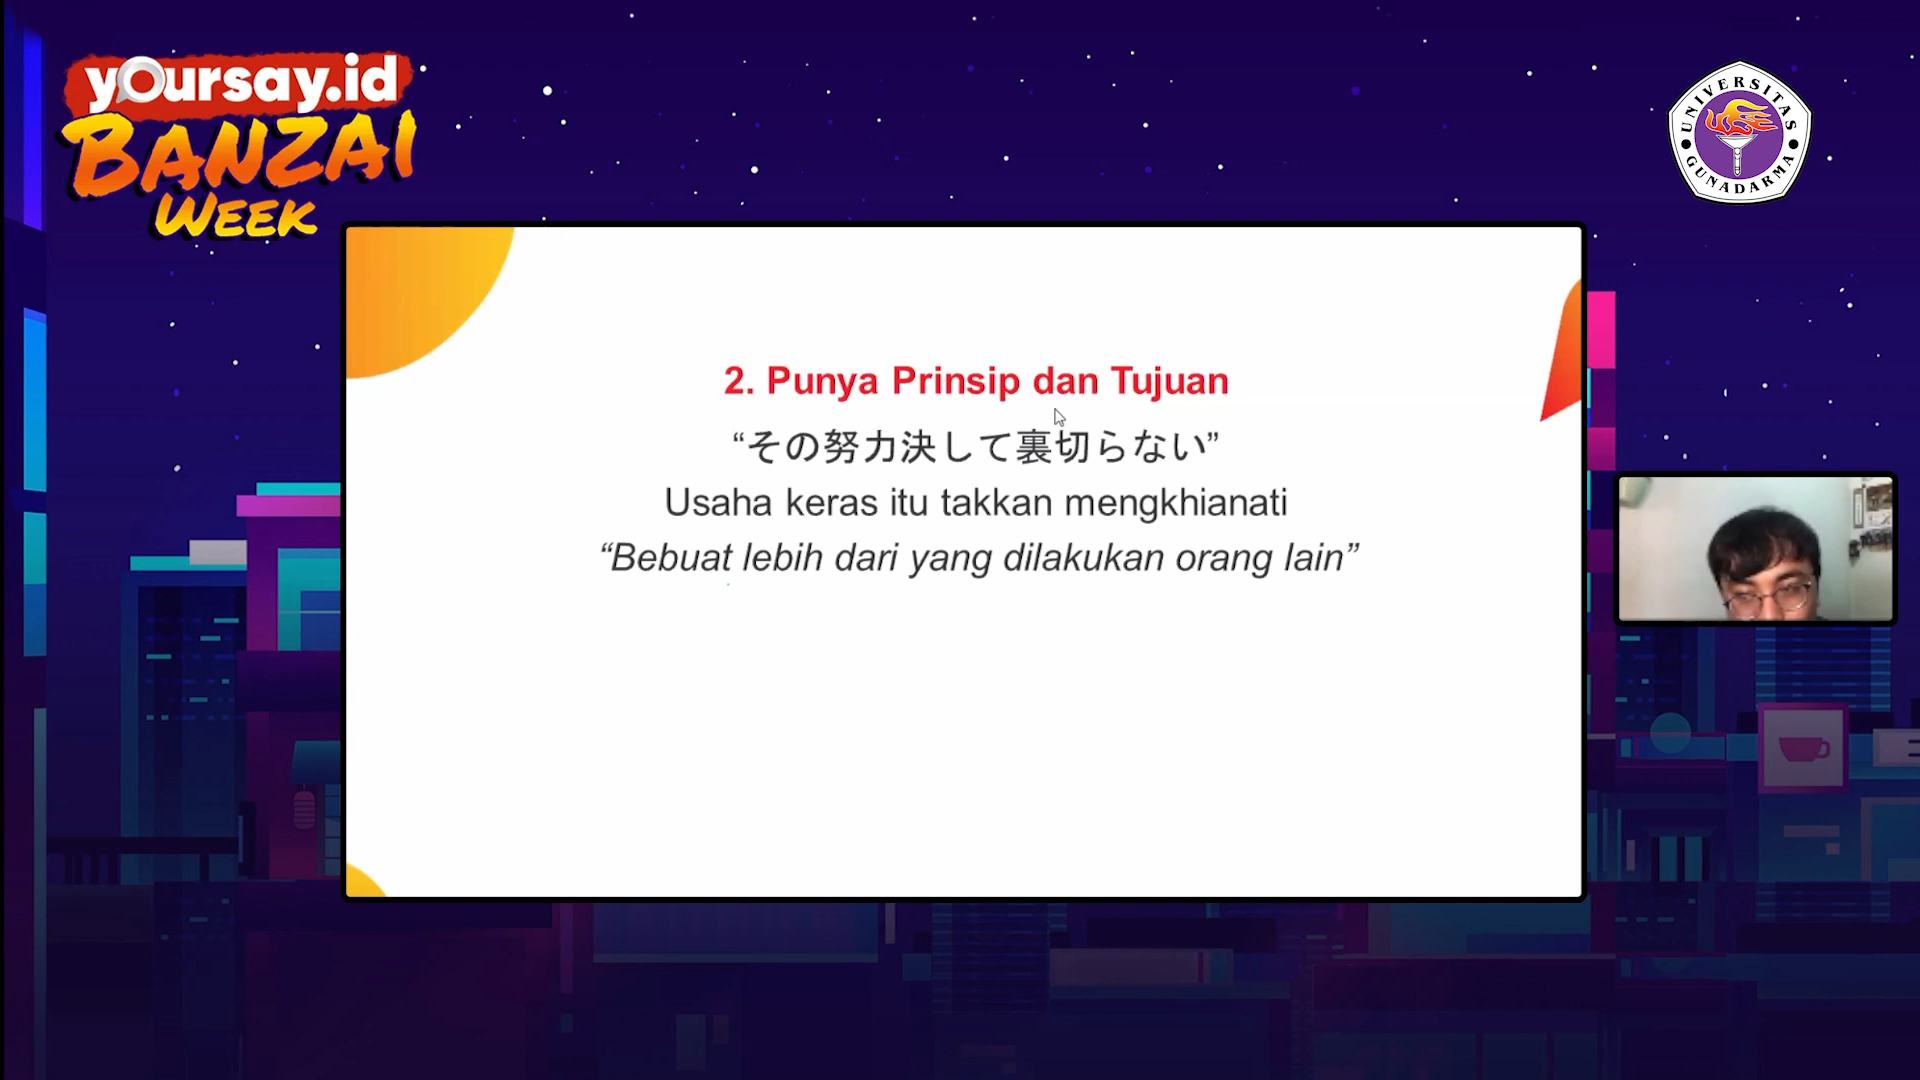 yoursay.id
BANZAI
WEEK
UNIVERSITAS
GUNADARMA
2. Punya Prinsip dan Tujuan
“その努力決して裏切らない”
Usaha keras itu takkan mengkhianati
“Bebuat lebih dari yang dilakukan orang lain”